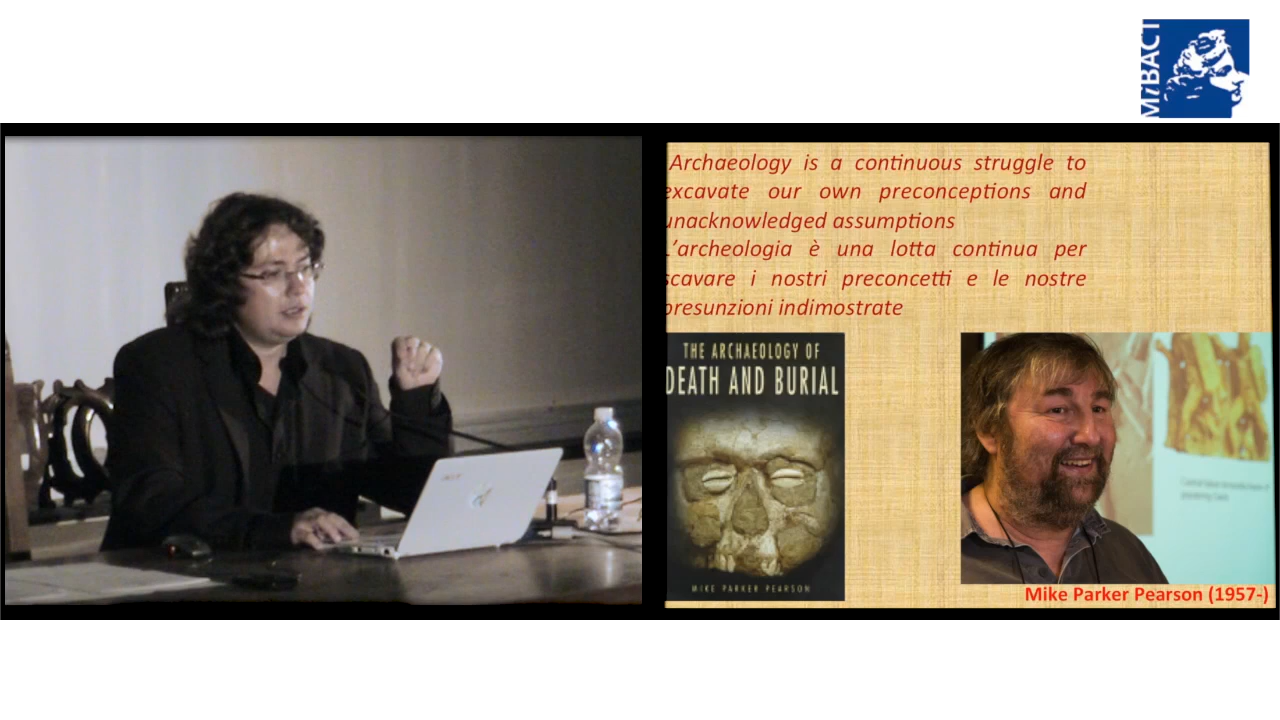 MiBACT
Archaeology is a continuous struggle to
excavate our own preconceptions and
unacknowledged assumptions
L'archeologia è una lotta continua per
scavare i nostri preconcetti e le nostre
presunzioni indimostrate
THE ARCHAEOLOGY OF
DEATH AND BURIAL
MIKE PARKER PEARSON
Mike Parker Pearson (1957-)
acer